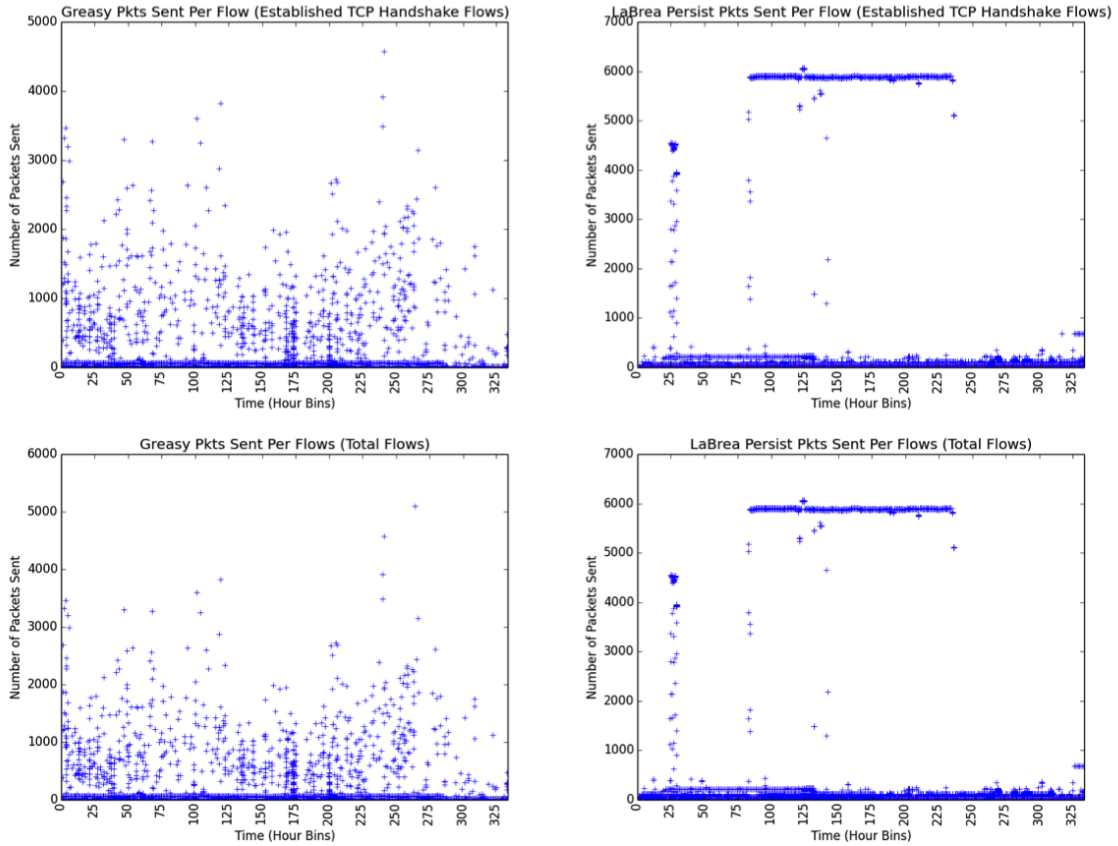 Greasy Pkts Sent Per Flow (Established TCP Handshake Flows)
5000
4000
3000
2000
1000
0
Number of Packets Sent
0 25 50 75 100 125 150 175 200 225 250 275 300 325
Time (Hour Bins)
LaBrea Persist Pkts Sent Per Flow (Established TCP Handshake Flows)
7000
6000
5000
4000
3000
2000
1000
0
Number of Packets Sent
0 25 50 75 100 125 150 175 200 225 250 275 300 325
Time (Hour Bins)
Greasy Pkts Sent Per Flows (Total Flows)
6000
5000
4000
3000
2000
1000
0
Number of Packets Sent
0 25 50 75 100 125 150 175 200 225 250 275 300 325
Time (Hour Bins)
LaBrea Persist Pkts Sent Per Flows (Total Flows)
7000
6000
5000
4000
3000
2000
1000
0
Number of Packets Sent
0 25 50 75 100 125 150 175 200 225 250 275 300 325
Time (Hour Bins)